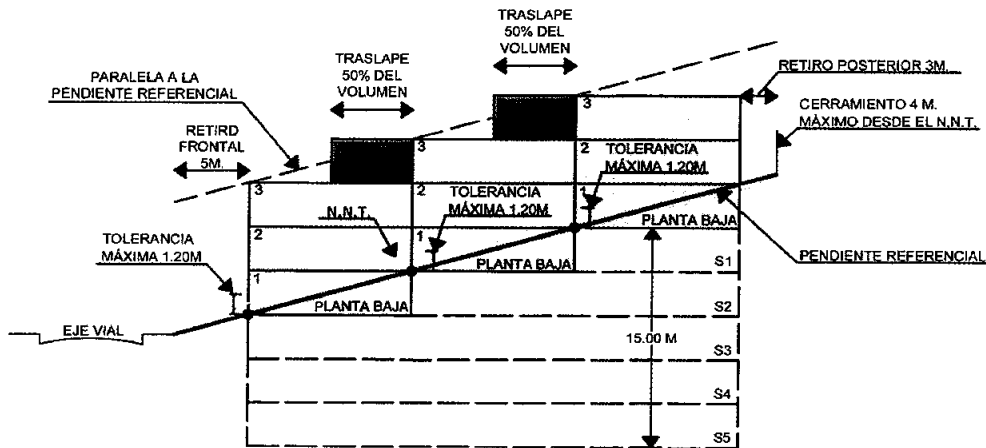 TRASLAPE
50% DEL
VOLUMEN
TRASLAPE
50% DEL
VOLUMEN
PARALELA A LA
PENDIENTE REFERENCIAL
RETIRO POSTERIOR 3M.
CERRAMIENTO 4 M.
MÁXIMO DESDE EL N.N.T.
RETIRD
FRONTAL
5M.
3
3
2
TOLERANCIA
MÁXIMA 1.20M
3
2
TOLERANCIA
MÁXIMA 1.20M
1
N.N.T.
PLANTA BAJA
TOLERANCIA
MÁXIMA 1.20M
2
1
PLANTA BAJA
S1
PENDIENTE REFERENCIAL
1
PLANTA BAJA
S2
EJE VIAL
15.00 M
S3
S4
S5